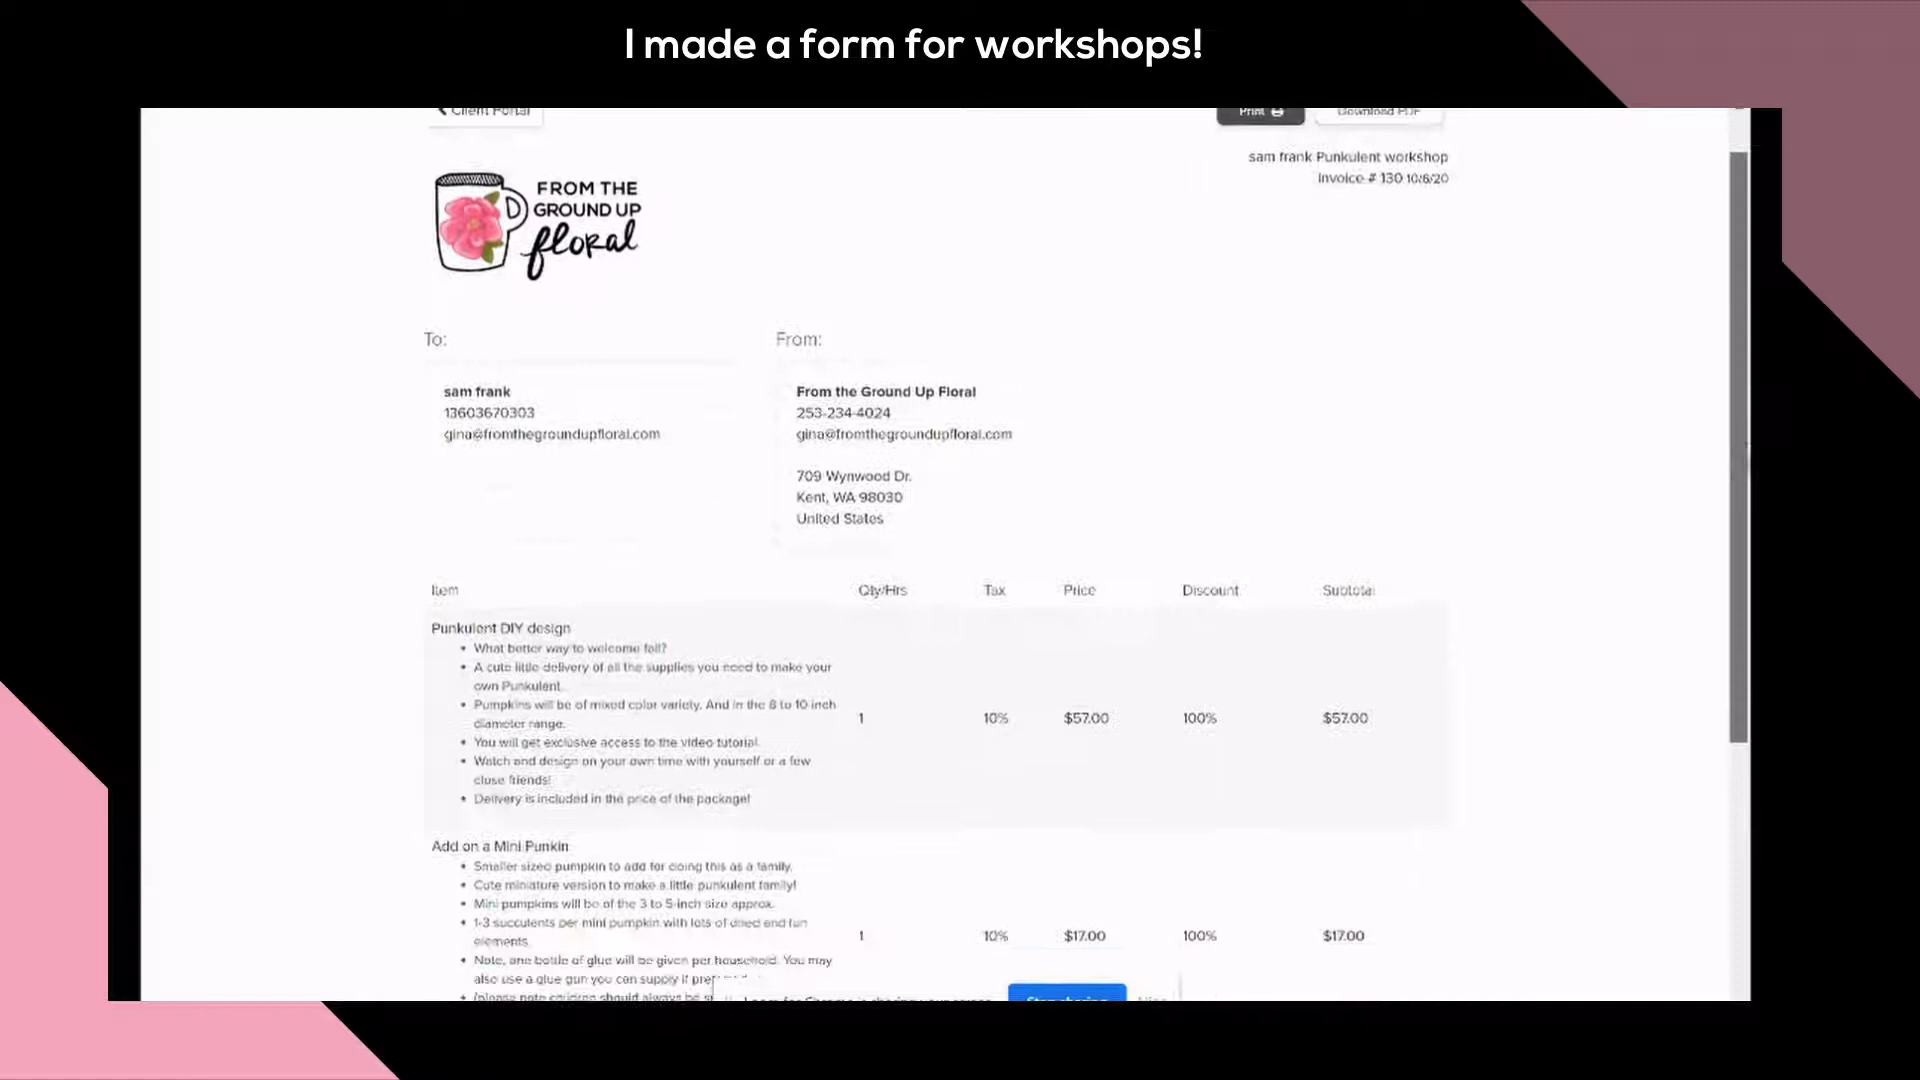 I made a form for workshops!
Client Portal
Print
Download PDF
sam frank Punkulent workshop
Invoice # 130 10/6/20
FROM THE
GROUND UP
floral
To:
From:
sam frank
13603670303
gina@fromthegroundupfloral.com
From the Ground Up Floral
253-234-4024
gina@fromthegroundupfloral.com
709 Wynwood Dr.
Kent, WA 98030
United States
Item Qty/Hrs Tax Price Discount Subtotal
Punkulent DIY design
• What better way to welcome fall?
• A cute little delivery of all the supplies you need to make your
own Punkulent.
• Pumpkins will be of mixed color variety. And in the 8 to 10 inch
diameter range.
1 10% $57.00 100% $57.00
• You will get exclusive access to the video tutorial.
• Watch and design on your own time with yourself or a few
close friends!
• Delivery is included in the price of the package!
Add on a Mini Punkin
• Smaller sized pumpkin to add for doing this as a family.
• Cute miniature version to make a little punkulent family!
• Mini pumpkins will be of the 3 to 5-inch size approx.
• 1-3 succulents per mini pumpkin with lots of dried and fun
elements.
1 10% $17.00 100% $17.00
• Note, one bottle of glue will be given per household. You may
also use a glue gun you can supply if
• (please note children should always be
Stop sharing